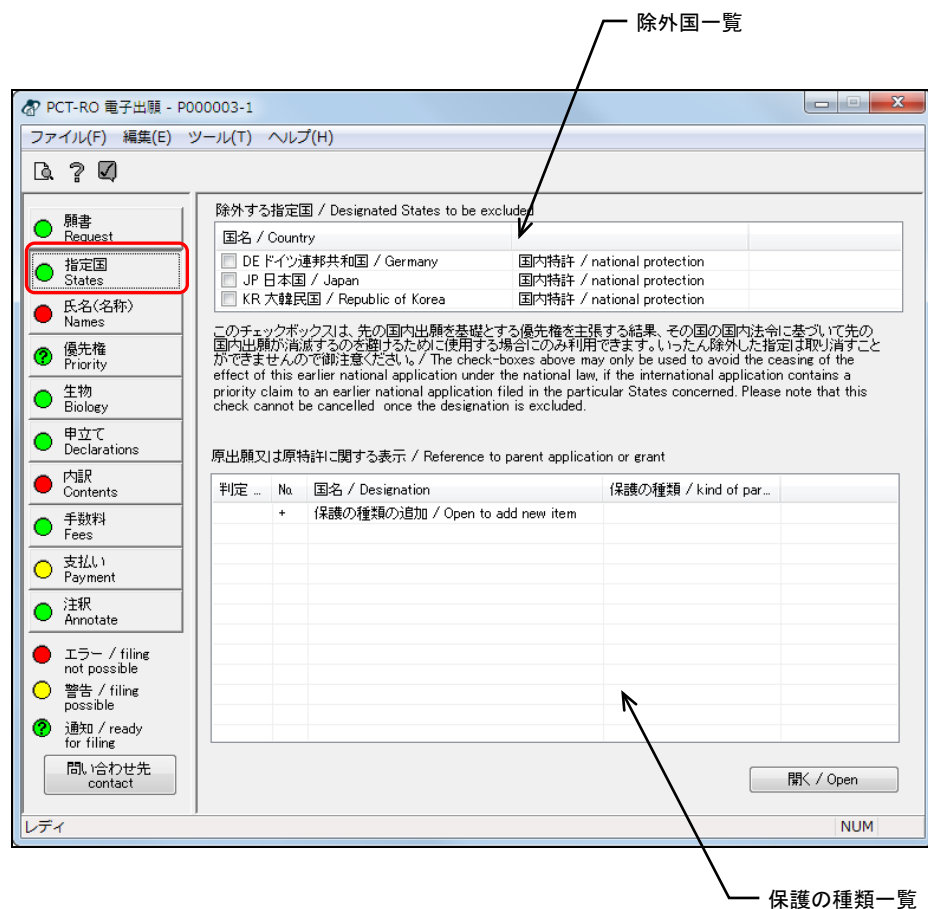 除外国一覧
PCT-RO 電子出願 - P000003-1
ファイル(F) 編集(E) ツール(T) ヘルプ(H)
願書
Request
指定国
States
氏名(名称)
Names
優先権
Priority
生物
Biology
申立て
Declarations
内訳
Contents
手数料
Fees
支払い
Payment
注釈
Annotate
エラー / filing
not possible
警告 / filing
possible
通知 / ready
for filing
問い合わせ先
contact
除外する指定国 / Designated States to be excluded
国名 / Country
DE ドイツ連邦共和国 / Germany 国内特許 / national protection
JP 日本国 / Japan 国内特許 / national protection
KR 大韓民国 / Republic of Korea 国内特許 / national protection
このチェックボックスは、先の国内出願を基礎とする優先権を主張する結果、その国の国内法令に基づいて先の
国内出願が消滅するのを避けるために使用する場合にのみ利用できます。いったん除外した指定は取り消すこと
ができませんので御注意ください。/ The check-boxes above may only be used to avoid the ceasing of the
effect of this earlier national application under the national law, if the international application contains a
priority claim to an earlier national application filed in the particular States concerned. Please note that this
check cannot be cancelled once the designation is excluded.
原出願又は原特許に関する表示 / Reference to parent application or grant
判定 ... No. 国名 / Designation 保護の種類 / kind of par...
+ 保護の種類の追加 / Open to add new item
開く / Open
レディ NUM
保護の種類一覧